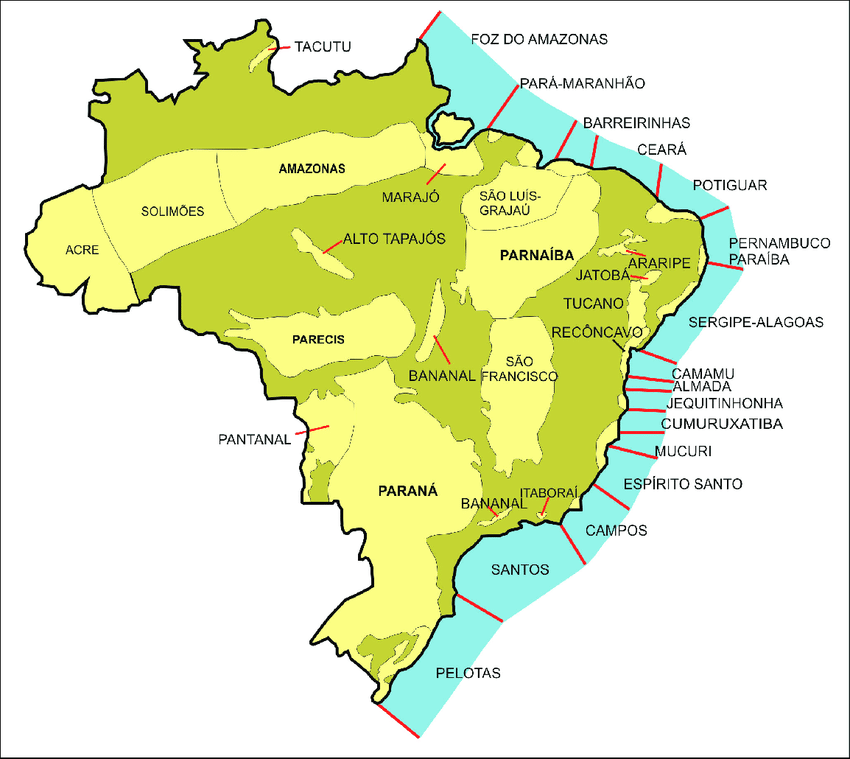 TACUTU
FOZ DO AMAZONAS
PARÁ-MARANHÃO
BARREIRINHAS
CEARÁ
AMAZONAS
POTIGUAR
MARAJÓ
SÃO LUÍS-
GRAJAÚ
SOLIMÕES
ACRE
ALTO TAPAJÓS
PARNAÍBA
PERNAMBUCO
PARAÍBA
ARARIPE
JATOBÁ
TUCANO
SERGIPE-ALAGOAS
RECÔNCAVO
PARECIS
BANANAL
SÃO
FRANCISCO
CAMAMU
ALMADA
JEQUITINHONHA
CUMURUXATIBA
PANTANAL
MUCURI
ESPÍRITO SANTO
PARANÁ
ITABORAÍ
BANANAL
CAMPOS
SANTOS
PELOTAS